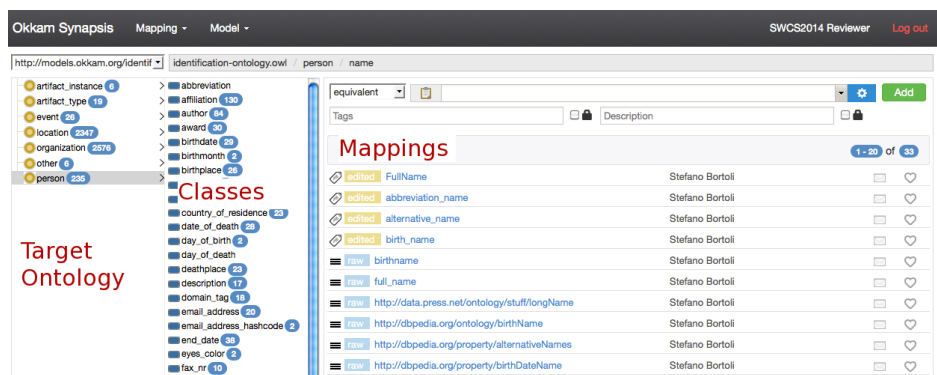 Okkam Synapsis Mapping Model SWCS2014 Reviewer Log out
http://models.okkam.org/identif identification-ontology.owl / person / name
artifact_instance 6
artifact_type 19
event 26
location 2347
organization 2576
other 6
person 235
Target
Ontology
abbreviation
affiliation 130
author 84
award 30
birthdate 29
birthmonth 2
birthplace 26
Classes
country_of_residence 23
date_of_death 28
day_of_birth 2
day_of_death
deathplace 23
description 17
domain_tag 18
email_address 20
email_address_hashcode 2
end_date 38
eyes_color 2
fax_nr 10
equivalent Add
Tags Description
Mappings 1 - 20 of 33
edited FullName Stefano Bortoli
edited abbreviation_name Stefano Bortoli
edited alternative_name Stefano Bortoli
edited birth_name Stefano Bortoli
raw birthname Stefano Bortoli
raw full_name Stefano Bortoli
raw http://data.press.net/ontology/stuff/longName Stefano Bortoli
raw http://dbpedia.org/ontology/birthName Stefano Bortoli
raw http://dbpedia.org/property/alternativeNames Stefano Bortoli
raw http://dbpedia.org/property/birthDateName Stefano Bortoli